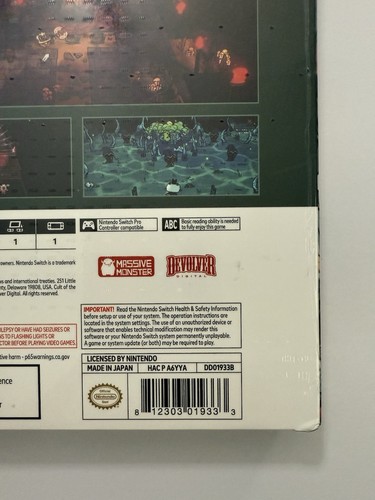 1
1
Nintendo Switch Pro
Controller compatible
ABC
Basic reading ability is needed
to fully enjoy this game
owners. Nintendo Switch is a trademark
s and international treaties. 251 Little
ty, Delaware 19808, USA. Cult of the
ver Digital. All rights reserved.
MASSIVE
MONSTER
DEVOLVER
DIGITAL
EPILEPSY OR HAVE HAD SEIZURES OR
NS TO FLASHING LIGHTS OR
OCTOR BEFORE PLAYING VIDEO GAMES.
IMPORTANT! Read the Nintendo Switch Health & Safety Information
before setup or use of your system. The operation instructions are
located in the system settings. The use of an unauthorized device or
software that enables technical modification may render this
software or your Nintendo Switch system permanently unplayable.
A game or system update (or both) may be required to play.
tive harm - p65warnings.ca.gov
LICENSED BY NINTENDO
MADE IN JAPAN
HAC P A6YYA
DD01933B
ence
r
Official
Nintendo
Seal
8 12303 01933 3